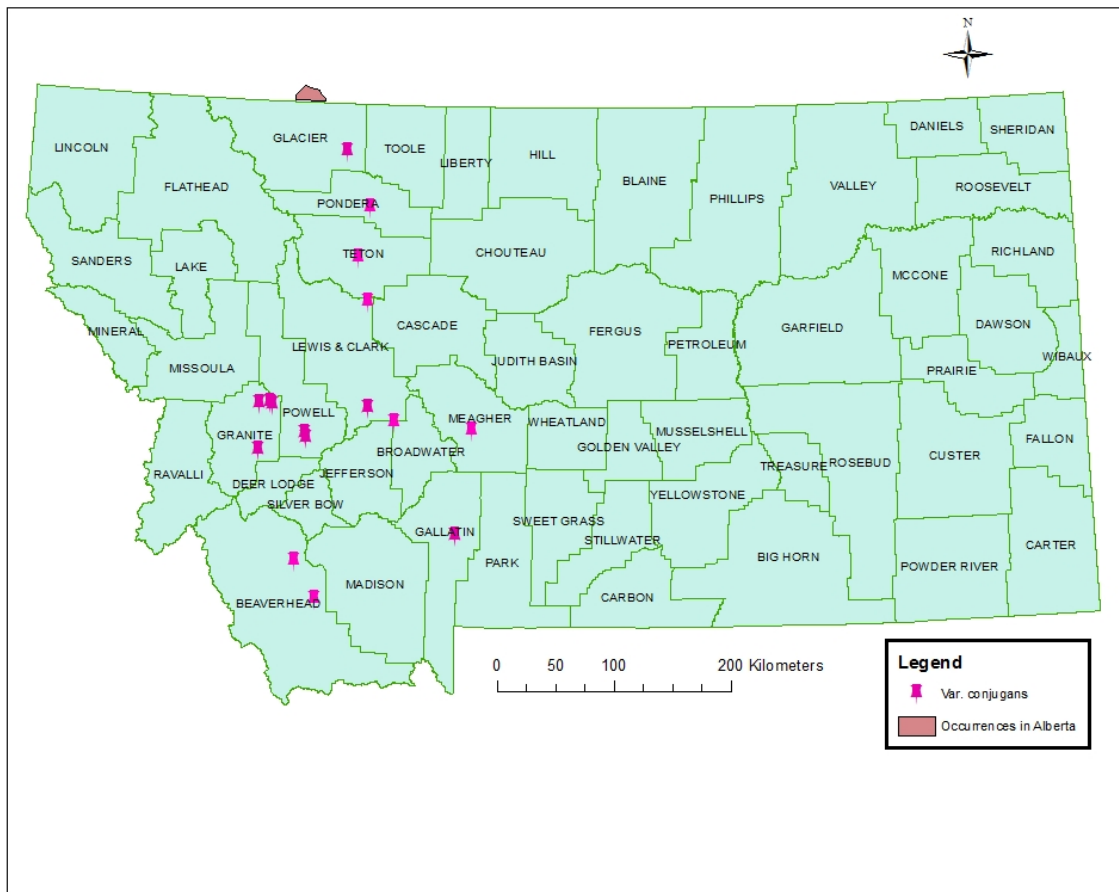 N
DANIELS
SHERIDAN
GLACIER
TOOLE
LIBERTY
HILL
LINCOLN
BLAINE
FLATHEAD
VALLEY
ROOSEVELT
PHILLIPS
PONDERA
CHOUTEAU
RICHLAND
TETON
SANDERS
LAKE
MCCONE
CASCADE
FERGUS
GARFIELD
DAWSON
MINERAL
PETROLEUM
LEWIS & CLARK
WIBAUX
JUDITH BASIN
MISSOULA
PRAIRIE
POWELL
MEAGHER
WHEATLAND
GRANITE
MUSSELSHELL
FALLON
GOLDEN VALLEY
BROADWATER
CUSTER
RAVALLI
JEFFERSON
TREASURE
ROSEBUD
DEER LODGE
YELLOWSTONE
SILVER BOW
SWEET GRASS
GALLATIN
STILLWATER
CARTER
BIG HORN
PARK
POWDER RIVER
MADISON
CARBON
BEAVERHEAD
0 50 100 200 Kilometers
Legend
Var. conjugans
Occurrences in Alberta